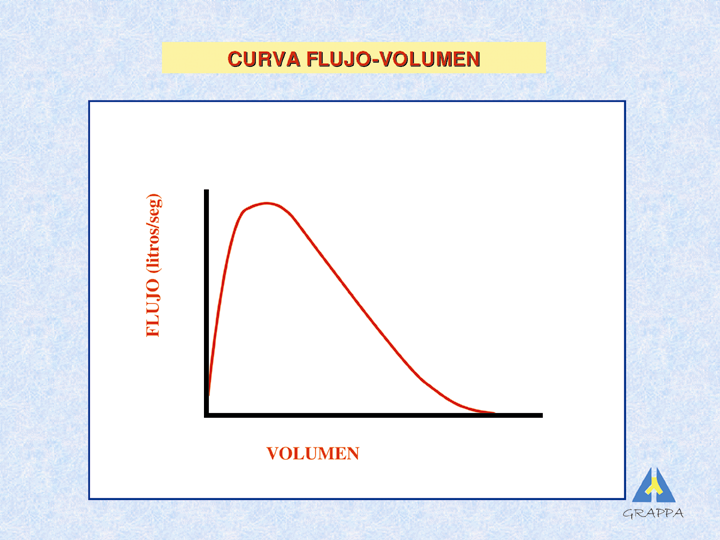 CURVA FLUJO-VOLUMEN
FLUJO (litros/seg)
VOLUMEN
GRAPPA